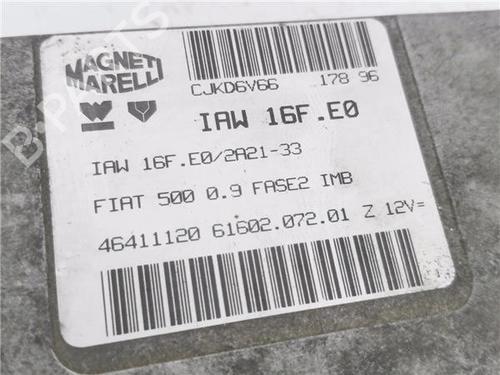 MAGNETI
MARELLI
CJKD6V66 178 96
IAW 16F.E0
IAW 16F.E0/2A21-33
FIAT 500 0.9 FASE2 IMB
46411120 61602.072.01 Z 12V=
B-PARTS